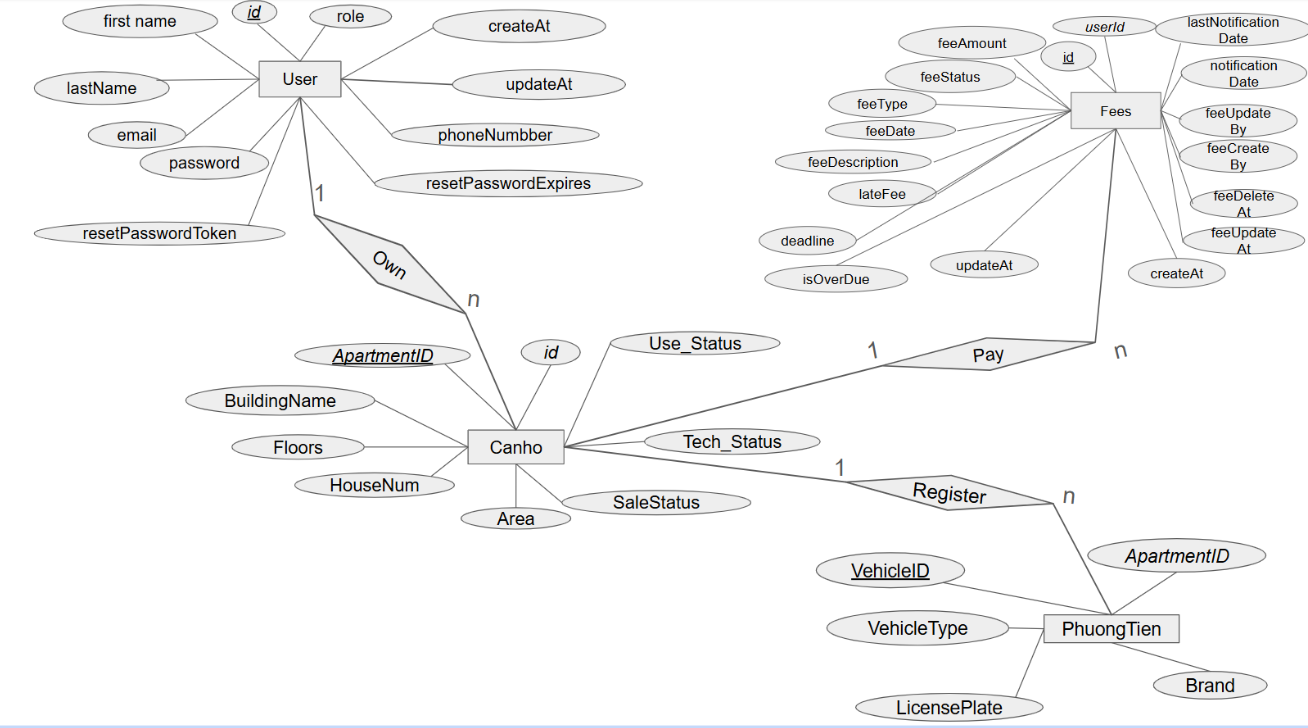 first name
id
role
createAt
User
lastName
updateAt
email
phoneNumbber
password
resetPasswordExpires
resetPasswordToken
1
Own
n
userId
lastNotification
Date
feeAmount
id
feeStatus
notification
Date
feeType
Fees
feeUpdate
By
feeDate
feeCreate
By
feeDescription
lateFee
feeDelete
At
deadline
feeUpdate
At
isOverDue
updateAt
createAt
1
Pay
n
ApartmentID
id
Use_Status
BuildingName
Canho
Tech_Status
Floors
HouseNum
SaleStatus
Area
1
Register
n
VehicleID
ApartmentID
VehicleType
PhuongTien
Brand
LicensePlate